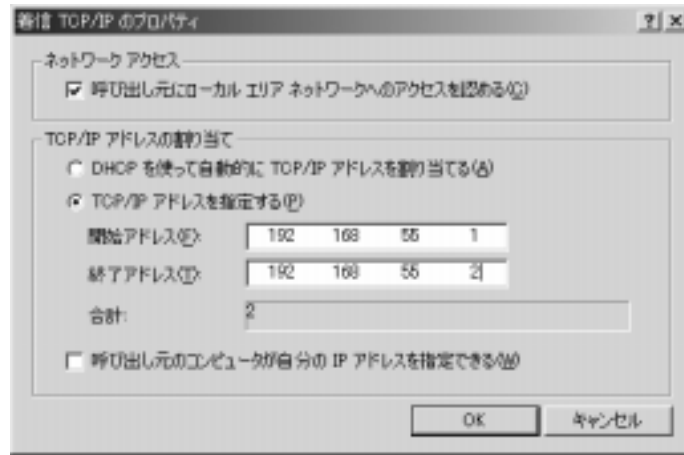 着信 TCP/IP のプロパティ
ネットワーク アクセス
呼び出し元にローカル エリア ネットワークへのアクセスを認める(C)
TCP/IP アドレスの割り当て
DHCP を使って自動的に TCP/IP アドレスを割り当てる(A)
TCP/IP アドレスを指定する(P)
開始アドレス(F): 192 168 55 1
終了アドレス(T): 192 168 55 2
合計: 2
呼び出し元のコンピュータが自分の IP アドレスを指定できる(W)
OK キャンセル